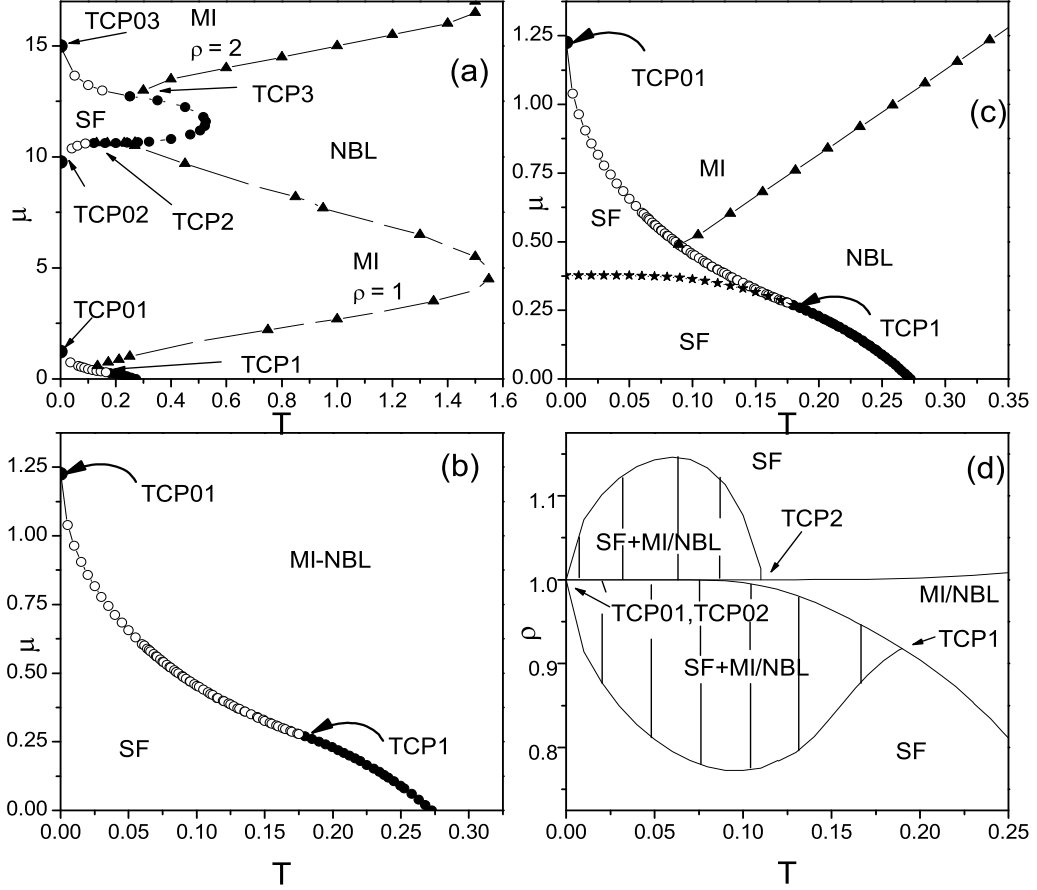 TCP03
MI
ρ = 2
(a)
15
TCP3
SF
μ
10
NBL
TCP02
TCP2
5
MI
ρ = 1
TCP01
TCP1
0
0.0 0.2 0.4 0.6 0.8 1.0 1.2 1.4 1.6
T
1.25
TCP01
(c)
1.00
μ
0.75
MI
SF
0.50
NBL
0.25
SF
TCP1
0.00
0.00 0.05 0.10 0.15 0.20 0.25 0.30 0.35
T
1.25
(b)
TCP01
1.00
MI-NBL
μ
0.75
0.50
0.25
SF
TCP1
0.00
0.00 0.05 0.10 0.15 0.20 0.25 0.30
T
SF
(d)
1.1
TCP2
SF+MI/NBL
1.0
MI/NBL
TCP01,TCP02
ρ
TCP1
0.9
SF+MI/NBL
SF
0.8
0.00 0.05 0.10 0.15 0.20 0.25
T